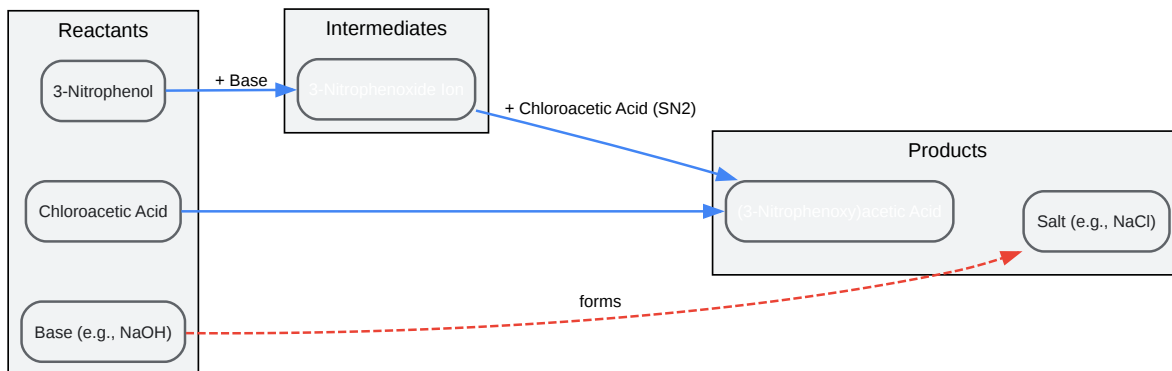 Reactants
Intermediates
3-Nitrophenol
+ Base
3-Nitrophenoxide Ion
+ Chloroacetic Acid (SN2)
Products
Chloroacetic Acid
(3-Nitrophenoxy)acetic Acid
Salt (e.g., NaCl)
forms
Base (e.g., NaOH)